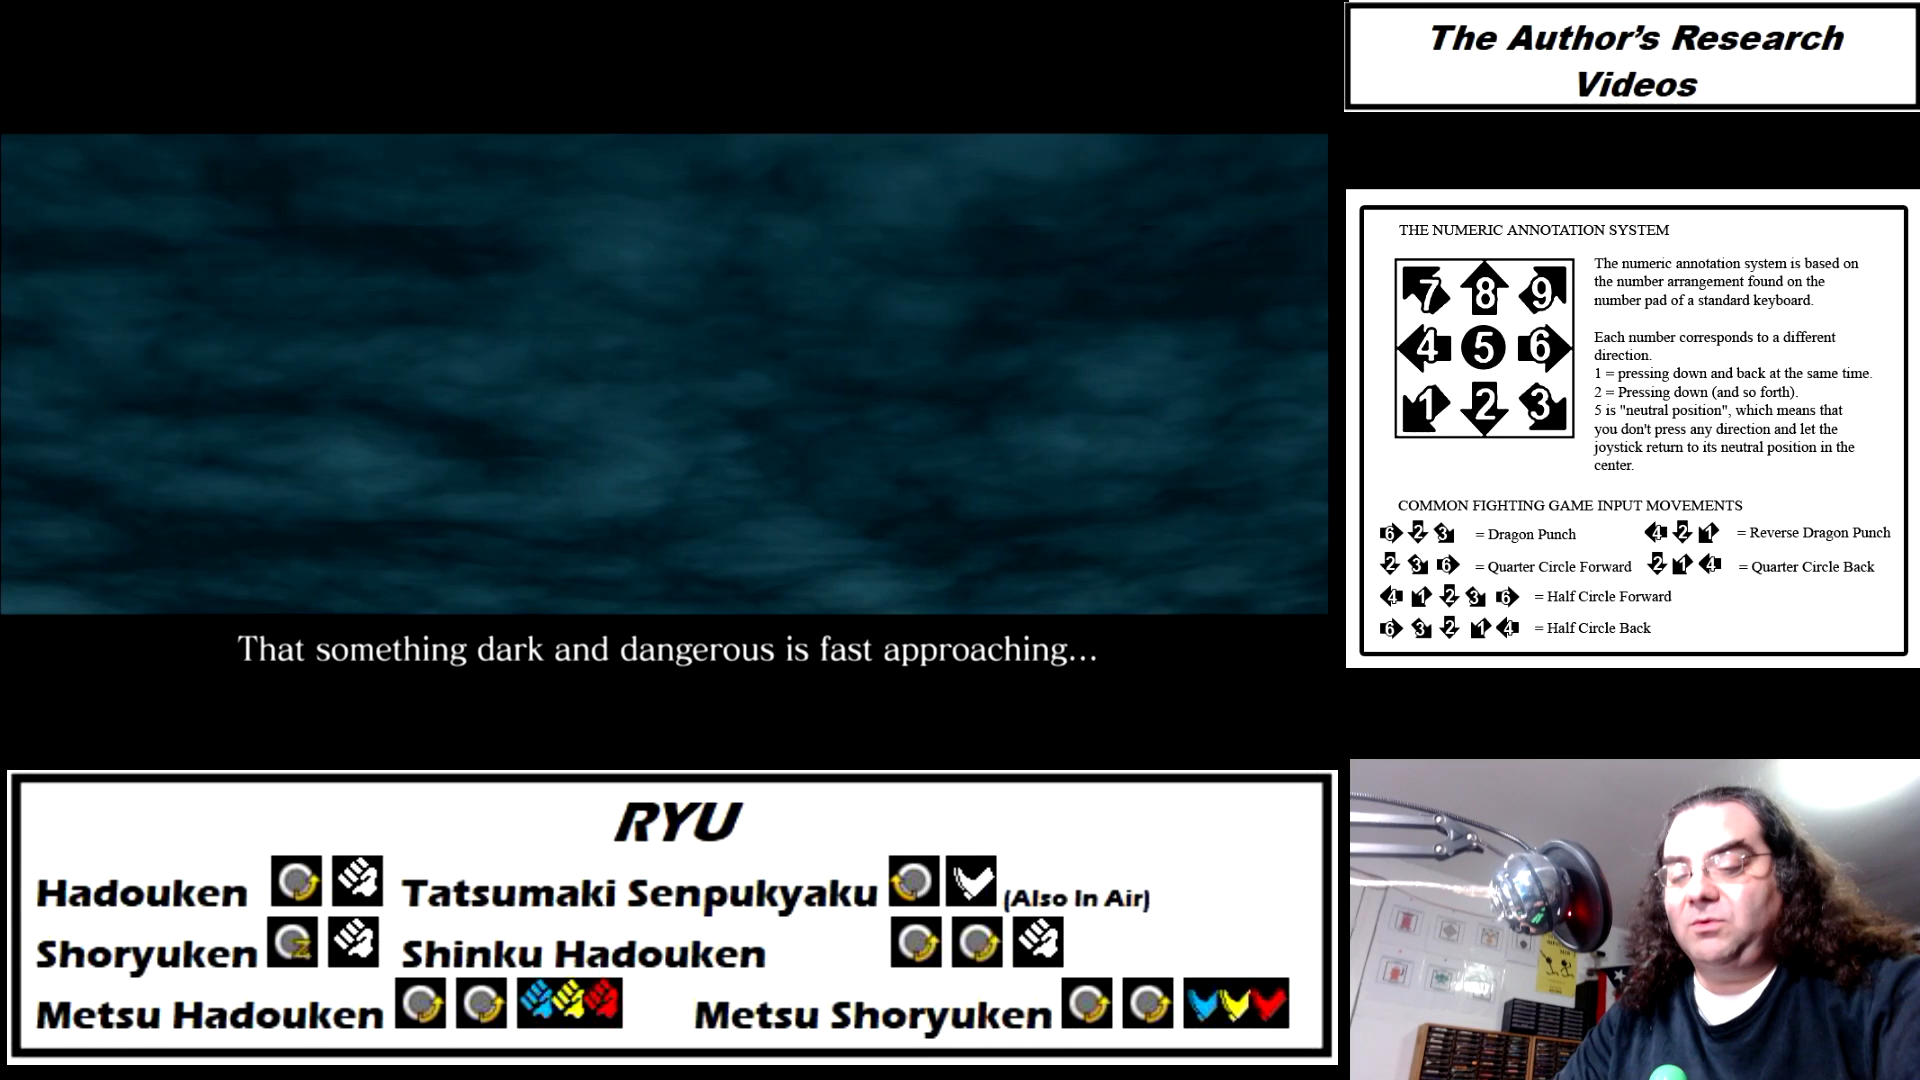 The Author's Research
Videos
THE NUMERIC ANNOTATION SYSTEM
7 8 9
4 5 6
1 2 3
The numeric annotation system is based on
the number arrangement found on the
number pad of a standard keyboard.
Each number corresponds to a different
direction.
1 = pressing down and back at the same time.
2 = Pressing down (and so forth).
5 is "neutral position", which means that
you don't press any direction and let the
joystick return to its neutral position in the
center.
COMMON FIGHTING GAME INPUT MOVEMENTS
6 2 3 = Dragon Punch
4 2 1 = Reverse Dragon Punch
2 3 6 = Quarter Circle Forward
2 1 4 = Quarter Circle Back
4 1 2 3 6 = Half Circle Forward
6 3 2 1 4 = Half Circle Back
That something dark and dangerous is fast approaching...
RYU
Hadouken
Tatsumaki Senpukyaku (Also In Air)
Shoryuken
Shinku Hadouken
Metsu Hadouken
Metsu Shoryuken